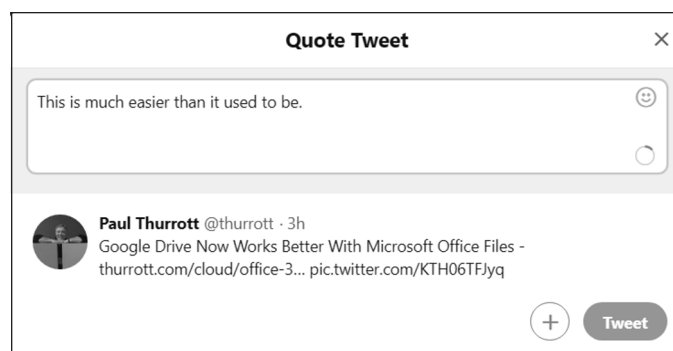 Quote Tweet
This is much easier than it used to be.
Paul Thurrott @thurrott · 3h
Google Drive Now Works Better With Microsoft Office Files -
thurrott.com/cloud/office-3... pic.twitter.com/KTH06TFJyq
Tweet